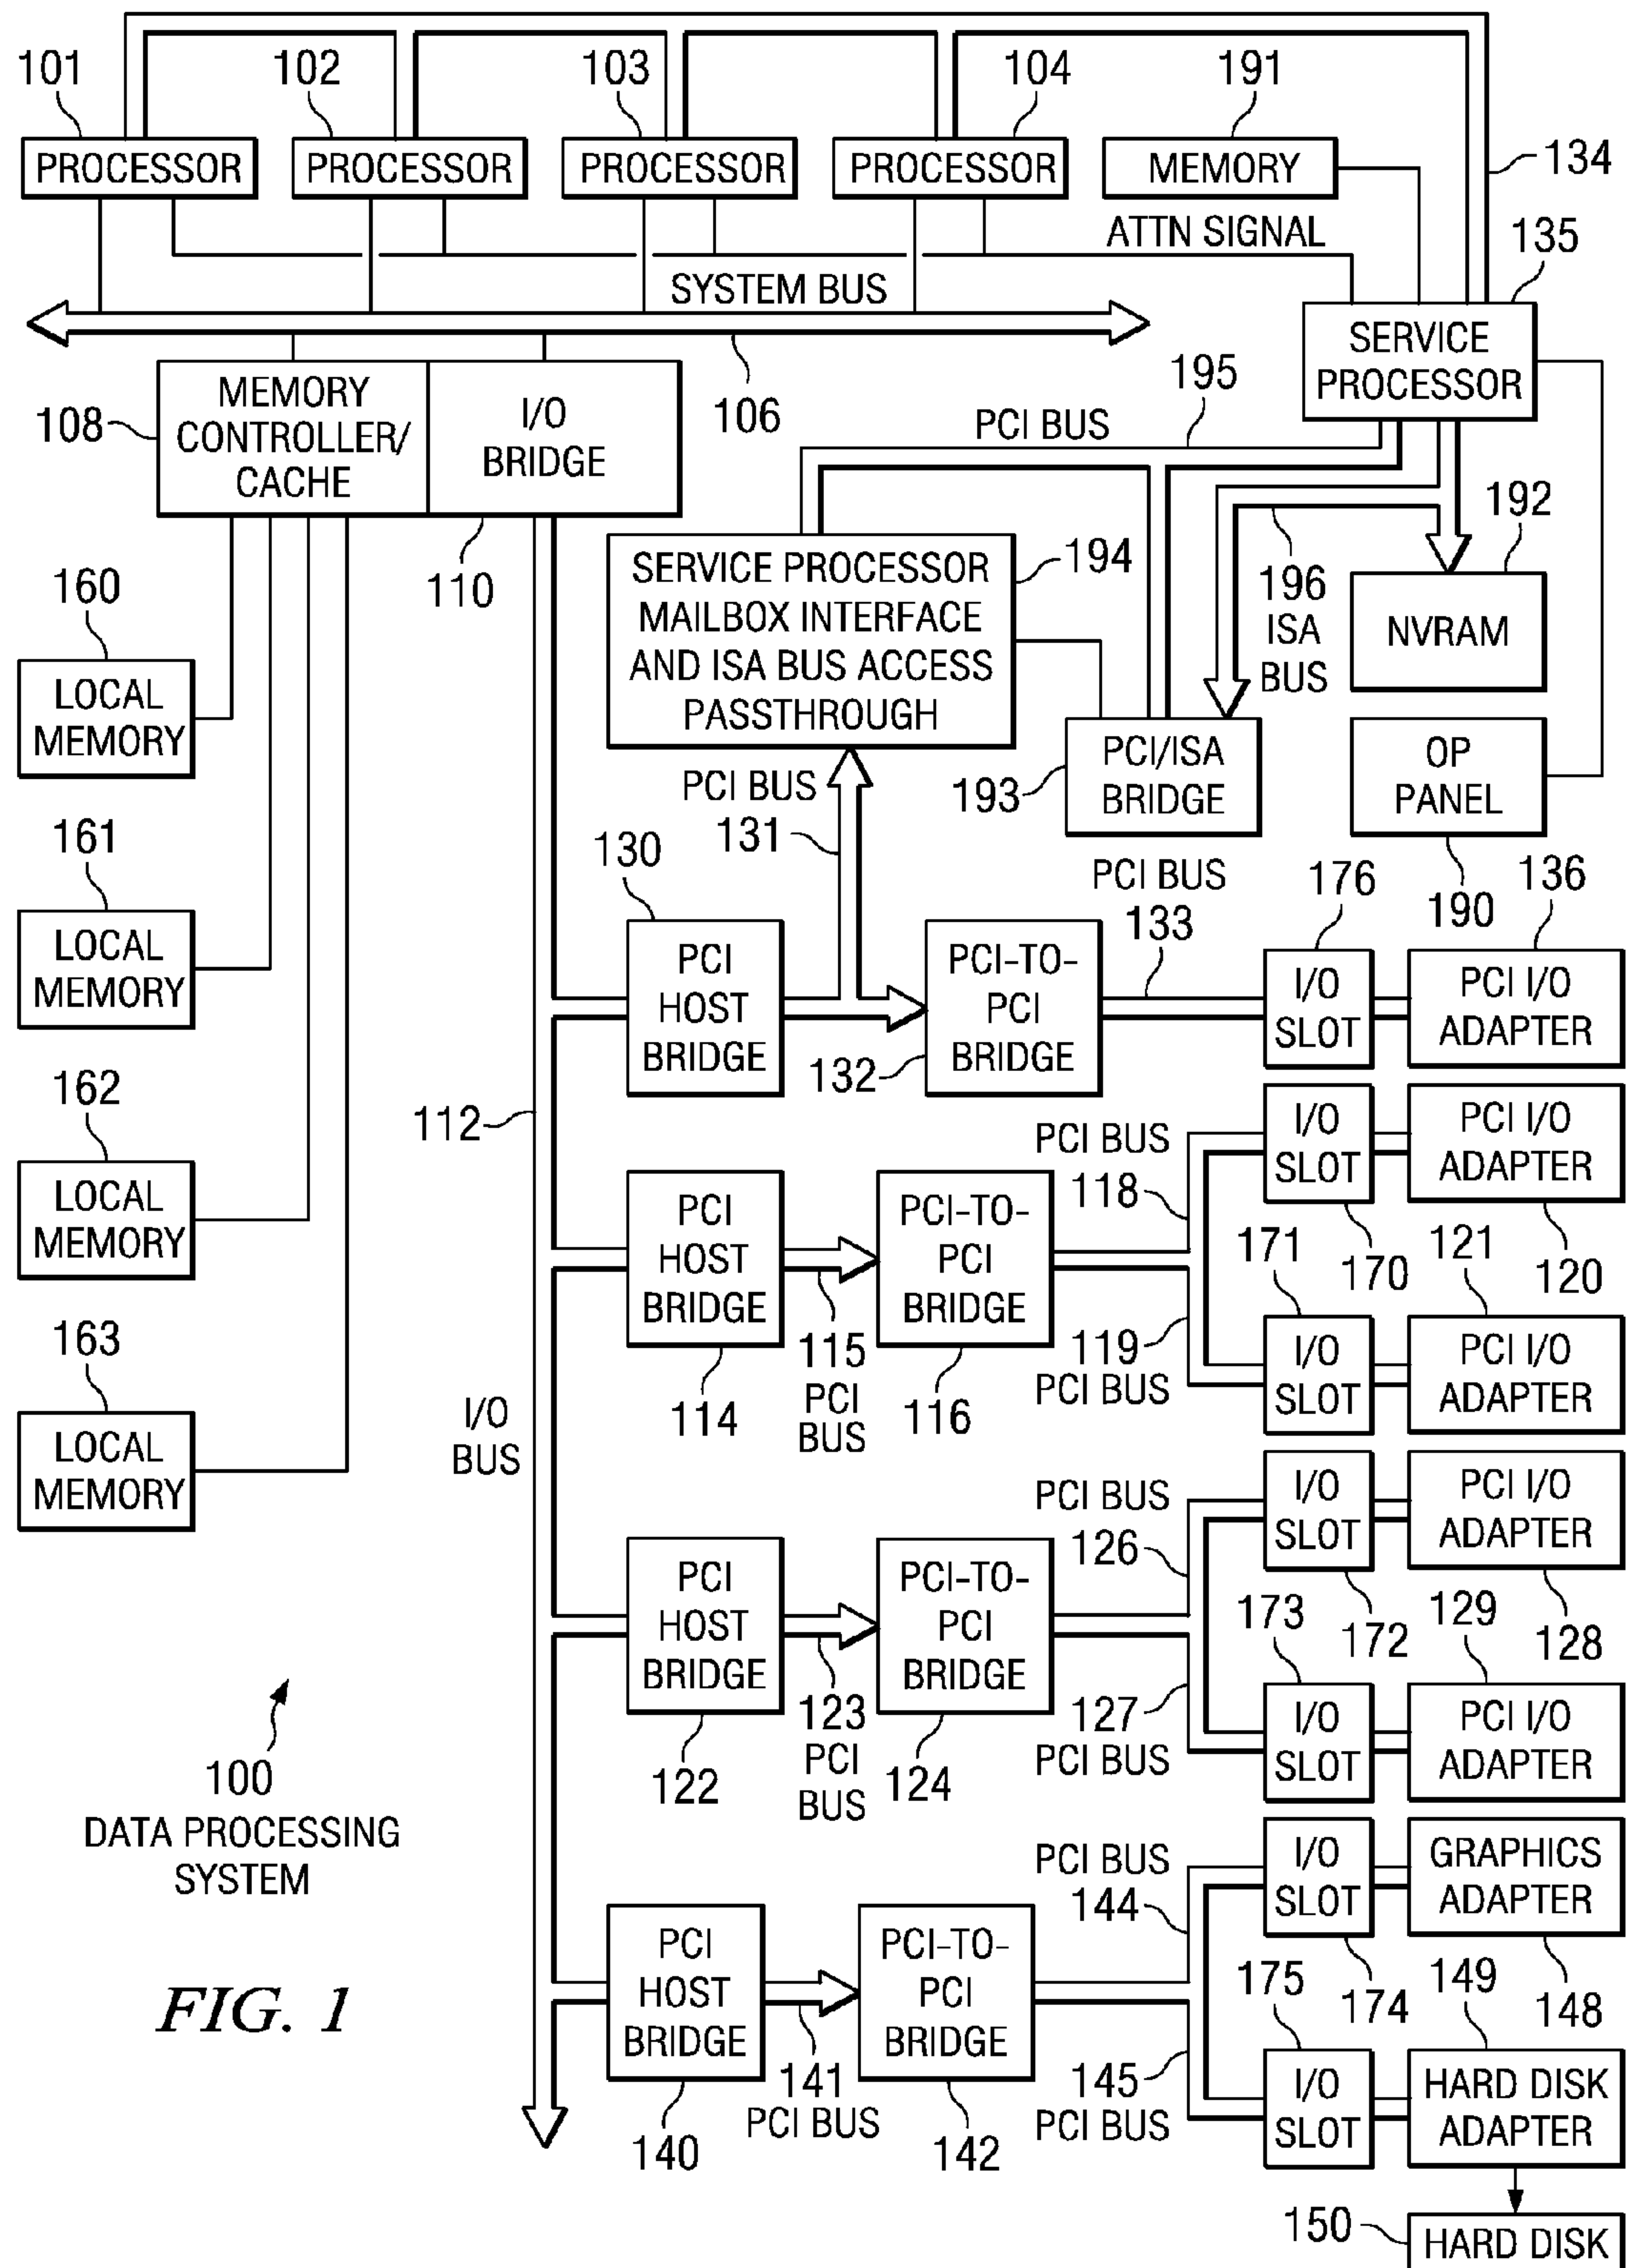 101
102
103
104
191
PROCESSOR
PROCESSOR
PROCESSOR
PROCESSOR
MEMORY
134
ATTN SIGNAL
135
SYSTEM BUS
SERVICE
PROCESSOR
108
MEMORY
CONTROLLER/
CACHE
I/O
BRIDGE
106
195
PCI BUS
110
192
SERVICE PROCESSOR
MAILBOX INTERFACE
AND ISA BUS ACCESS
PASSTHROUGH
194
196
ISA
BUS
NVRAM
160
LOCAL
MEMORY
PCI BUS
131
193
PCI/ISA
BRIDGE
OP
PANEL
190
161
LOCAL
MEMORY
130
PCI
HOST
BRIDGE
132
PCI-TO-
PCI
BRIDGE
PCI BUS
133
176
136
I/O
SLOT
PCI I/O
ADAPTER
162
LOCAL
MEMORY
112
PCI
HOST
BRIDGE
114
115
PCI
BUS
PCI-TO-
PCI
BRIDGE
116
PCI BUS
118
I/O
SLOT
170
PCI I/O
ADAPTER
120
119
PCI BUS
171
I/O
SLOT
121
PCI I/O
ADAPTER
163
LOCAL
MEMORY
I/O
BUS
PCI
HOST
BRIDGE
122
123
PCI
BUS
PCI-TO-
PCI
BRIDGE
124
PCI BUS
126
I/O
SLOT
172
PCI I/O
ADAPTER
128
127
PCI BUS
173
I/O
SLOT
129
PCI I/O
ADAPTER
100
DATA PROCESSING
SYSTEM
PCI
HOST
BRIDGE
140
141
PCI BUS
PCI-TO-
PCI
BRIDGE
142
PCI BUS
144
I/O
SLOT
174
GRAPHICS
ADAPTER
148
145
PCI BUS
175
I/O
SLOT
149
HARD DISK
ADAPTER
150
HARD DISK
FIG. 1